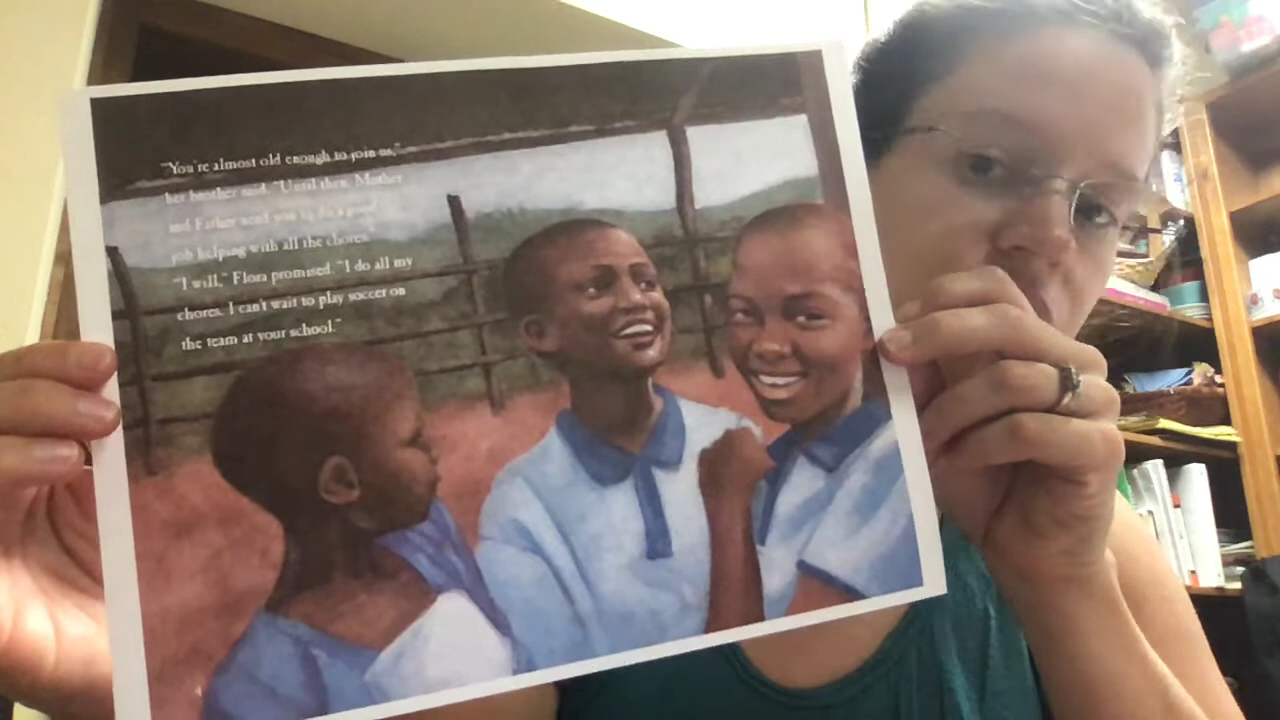 "You're almost old enough to join us,"
her brother said. "Until then, Mother
and Father need you to do a good
job helping with all the chores."
"I will," Flora promised. "I do all my
chores. I can't wait to play soccer on
the team at your school."